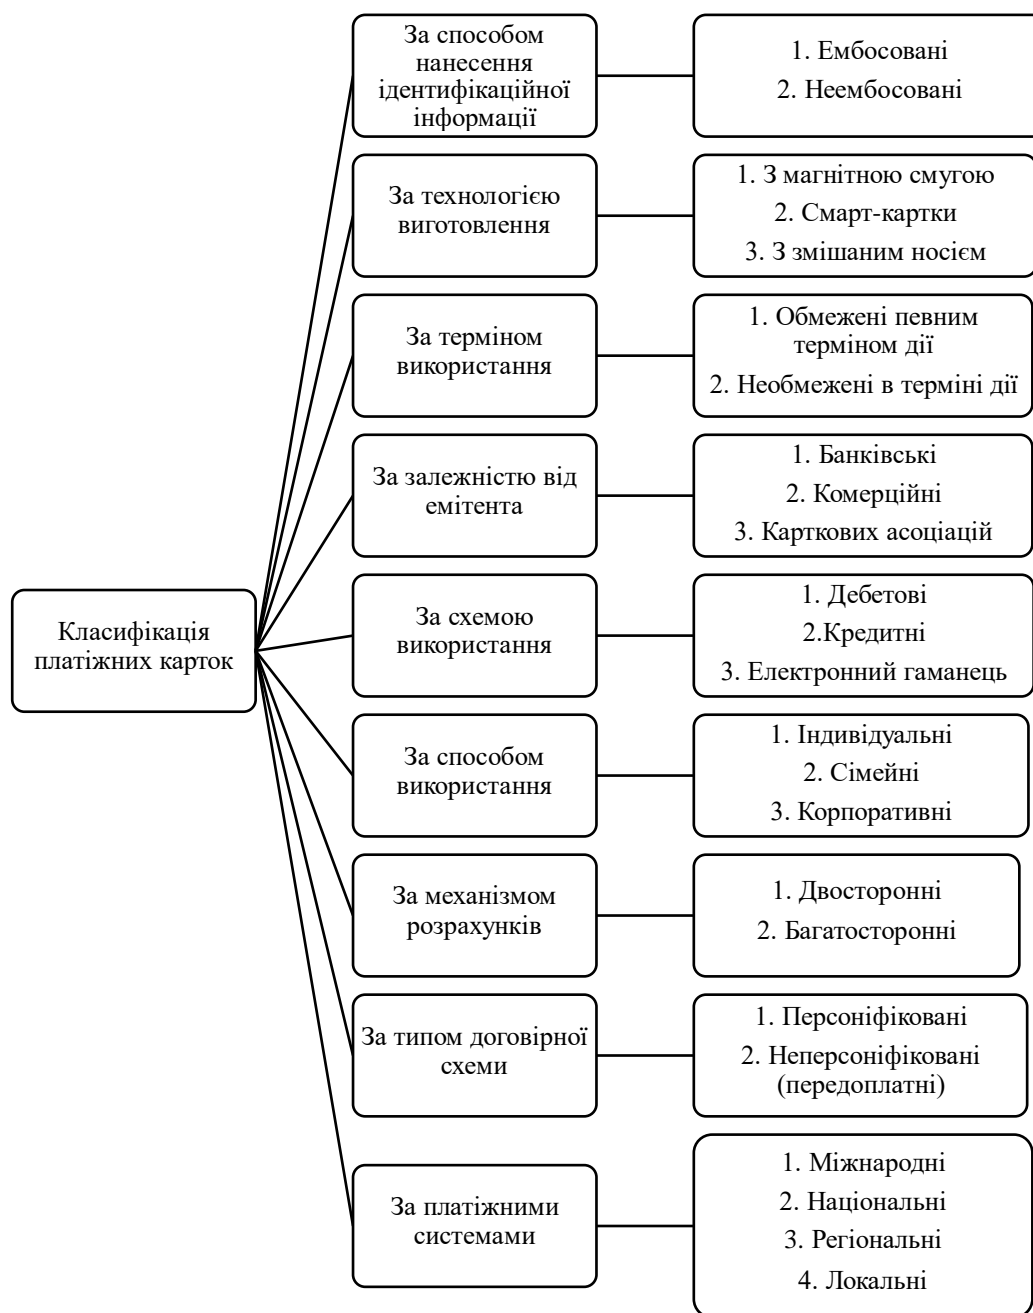 За способом
нанесення
ідентифікаційної
інформації
1. Ембосовані
2. Неембосовані
За технологією
виготовлення
1. З магнітною смугою
2. Смарт-картки
3. З змішаним носієм
За терміном
використання
1. Обмежені певним
терміном дії
2. Необмежені в терміні дії
За залежністю від
емітента
1. Банківські
2. Комерційні
3. Карткових асоціацій
Класифікація
платіжних карток
За схемою
використання
1. Дебетові
2.Кредитні
3. Електронний гаманець
За способом
використання
1. Індивідуальні
2. Сімейні
3. Корпоративні
За механізмом
розрахунків
1. Двосторонні
2. Багатосторонні
За типом договірної
схеми
1. Персоніфіковані
2. Неперсоніфіковані
(передоплатні)
За платіжними
системами
1. Міжнародні
2. Національні
3. Регіональні
4. Локальні